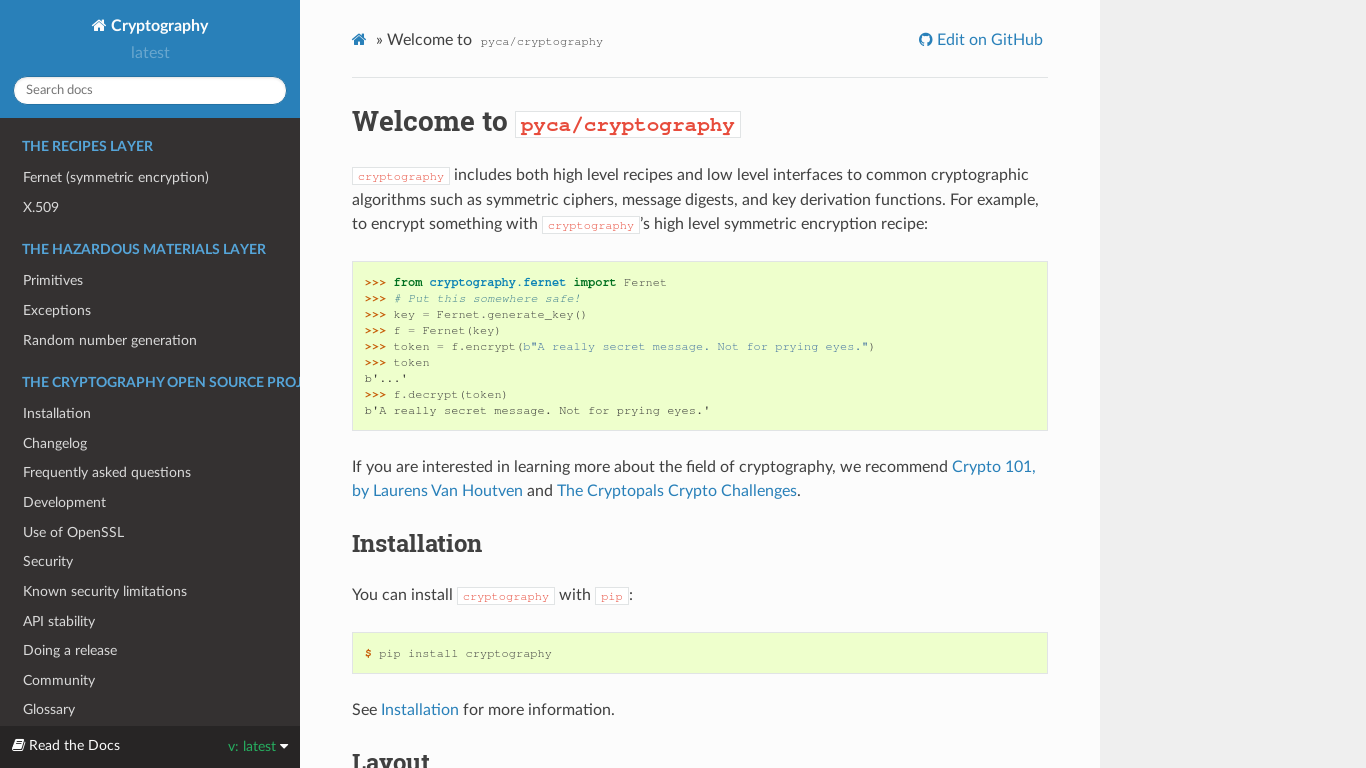 Cryptography
latest
Search docs
THE RECIPES LAYER
Fernet (symmetric encryption)
X.509
THE HAZARDOUS MATERIALS LAYER
Primitives
Exceptions
Random number generation
THE CRYPTOGRAPHY OPEN SOURCE PROJ
Installation
Changelog
Frequently asked questions
Development
Use of OpenSSL
Security
Known security limitations
API stability
Doing a release
Community
Glossary
Read the Docs v: latest
» Welcome to pyca/cryptography Edit on GitHub
Welcome to pyca/cryptography
cryptography includes both high level recipes and low level interfaces to common cryptographic
algorithms such as symmetric ciphers, message digests, and key derivation functions. For example,
to encrypt something with cryptography’s high level symmetric encryption recipe:
>>> from cryptography.fernet import Fernet
>>> # Put this somewhere safe!
>>> key = Fernet.generate_key()
>>> f = Fernet(key)
>>> token = f.encrypt(b"A really secret message. Not for prying eyes.")
>>> token
b'...'
>>> f.decrypt(token)
b'A really secret message. Not for prying eyes.'
If you are interested in learning more about the field of cryptography, we recommend Crypto 101,
by Laurens Van Houtven and The Cryptopals Crypto Challenges.
Installation
You can install cryptography with pip:
$ pip install cryptography
See Installation for more information.
Layout